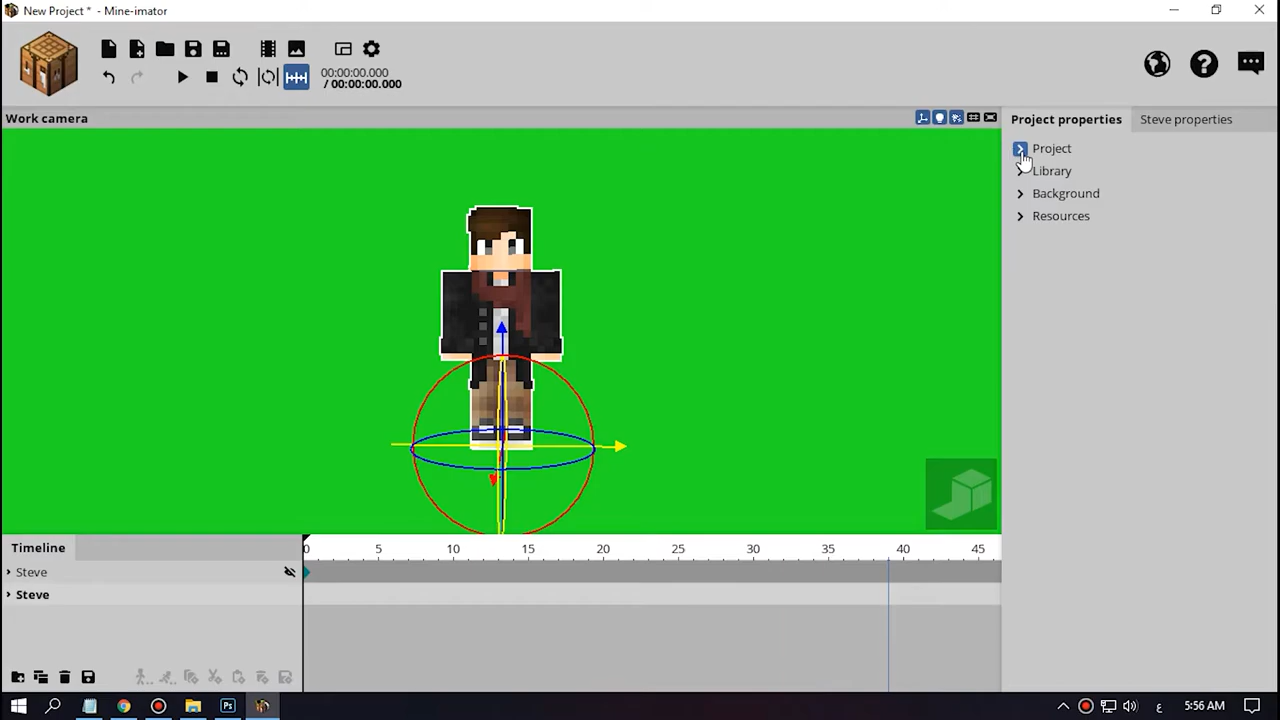 New Project * - Mine-imator
00:00:00.000
/ 00:00:00.000
Work camera
Project properties
Steve properties
Project
Library
Background
Resources
Timeline
0 5 10 15 20 25 30 35 40 45
Steve
Steve
Ps
ع
5:56 AM